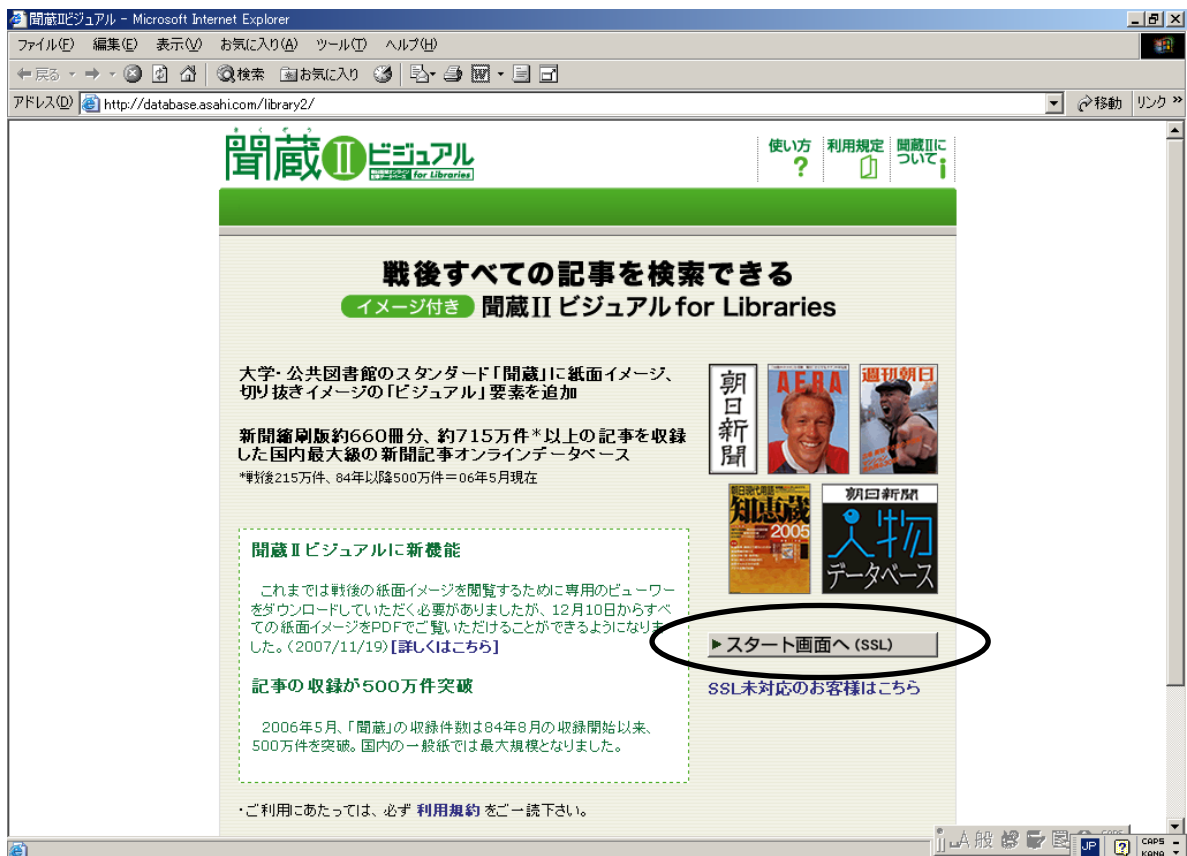 聞蔵Ⅱビジュアル - Microsoft Internet Explorer
ファイル(F) 編集(E) 表示(V) お気に入り(A) ツール(T) ヘルプ(H)
戻る 検索 お気に入り
アドレス(D) http://database.asahi.com/library2/ 移動 リンク »
きくぞう
聞蔵Ⅱビジュアル
for Libraries
使い方 ?
利用規定
聞蔵Ⅱについて i
戦後すべての記事を検索できる
イメージ付き 聞蔵Ⅱ ビジュアル for Libraries
大学・公共図書館のスタンダード「聞蔵」に紙面イメージ、
切り抜きイメージの「ビジュアル」要素を追加
新聞縮刷版約660冊分、約715万件*以上の記事を収録
した国内最大級の新聞記事オンラインデータベース
*戦後215万件、84年以降500万件=06年5月現在
朝日新聞
AERA
週刊朝日
朝日現代用語
知恵蔵
2005
朝日新聞
人物
データベース
聞蔵Ⅱビジュアルに新機能
これまでは戦後の紙面イメージを閲覧するために専用のビューワー
をダウンロードしていただく必要がありましたが、12月10日からすべ
ての紙面イメージをPDFでご覧いただけることができるようになりま
した。(2007/11/19)[詳しくはこちら]
記事の収録が500万件突破
2006年5月、「聞蔵」の収録件数は84年8月の収録開始以来、
500万件を突破。国内の一般紙では最大規模となりました。
スタート画面へ (SSL)
SSL未対応のお客様はこちら
・ご利用にあたっては、必ず 利用規約 をご一読下さい。
A 般
JP ? CAPS
KANA